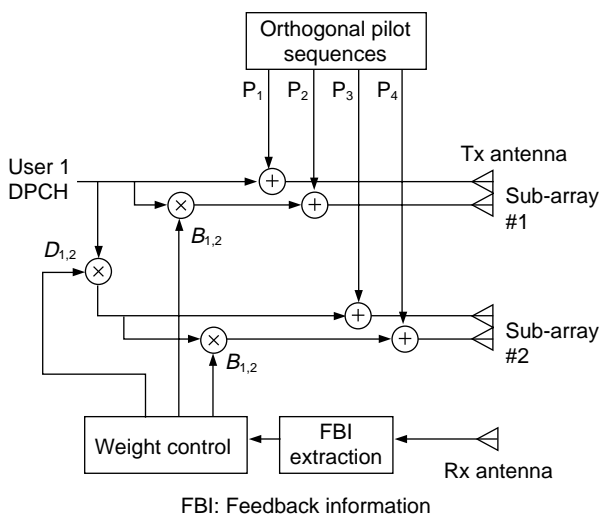 Orthogonal pilot
sequences
P1 P2 P3 P4
Tx antenna
User 1
DPCH
+
+
Sub-array
#1
×
B1,2
D1,2
×
+
+
Sub-array
#2
×
B1,2
Weight control
FBI
extraction
Rx antenna
FBI: Feedback information